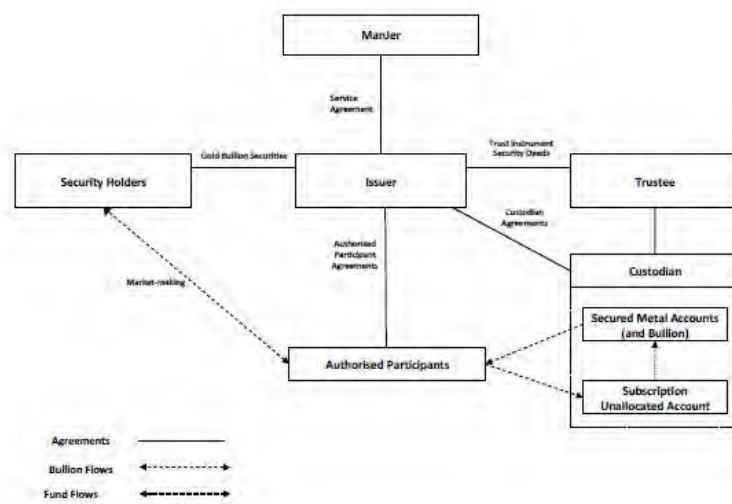 ManJer
Service
Agreement
Gold Bullion Securities
Trust Instrument
Security Deeds
Security Holders
Issuer
Trustee
Custodian
Agreements
Authorised
Participant
Agreements
Custodian
Market-making
Secured Metal Accounts
(and Bullion)
Authorised Participants
Subscription
Unallocated Account
Agreements
Bullion Flows
Fund Flows